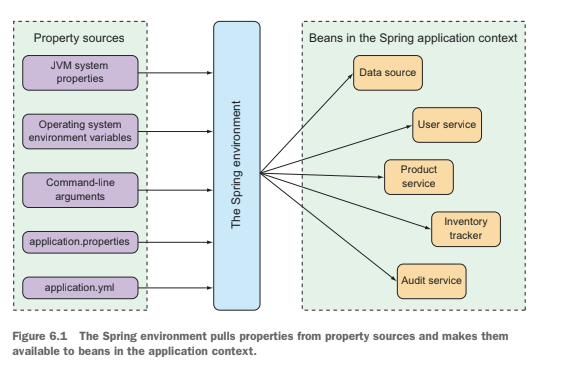 Property sources
JVM system
properties
Operating system
environment variables
Command-line
arguments
application.properties
application.yml
The Spring environment
Beans in the Spring application context
Data source
User service
Product
service
Inventory
tracker
Audit service
Figure 6.1 The Spring environment pulls properties from property sources and makes them
available to beans in the application context.